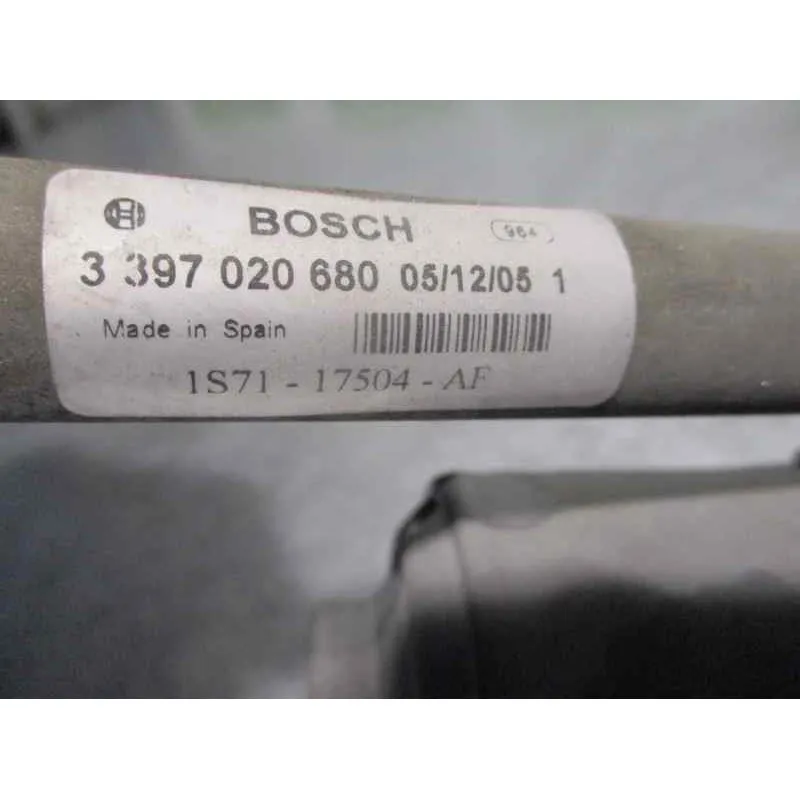 BOSCH 964
3 397 020 680 05/12/05 1
Made in Spain
1S71 - 17504 - AF